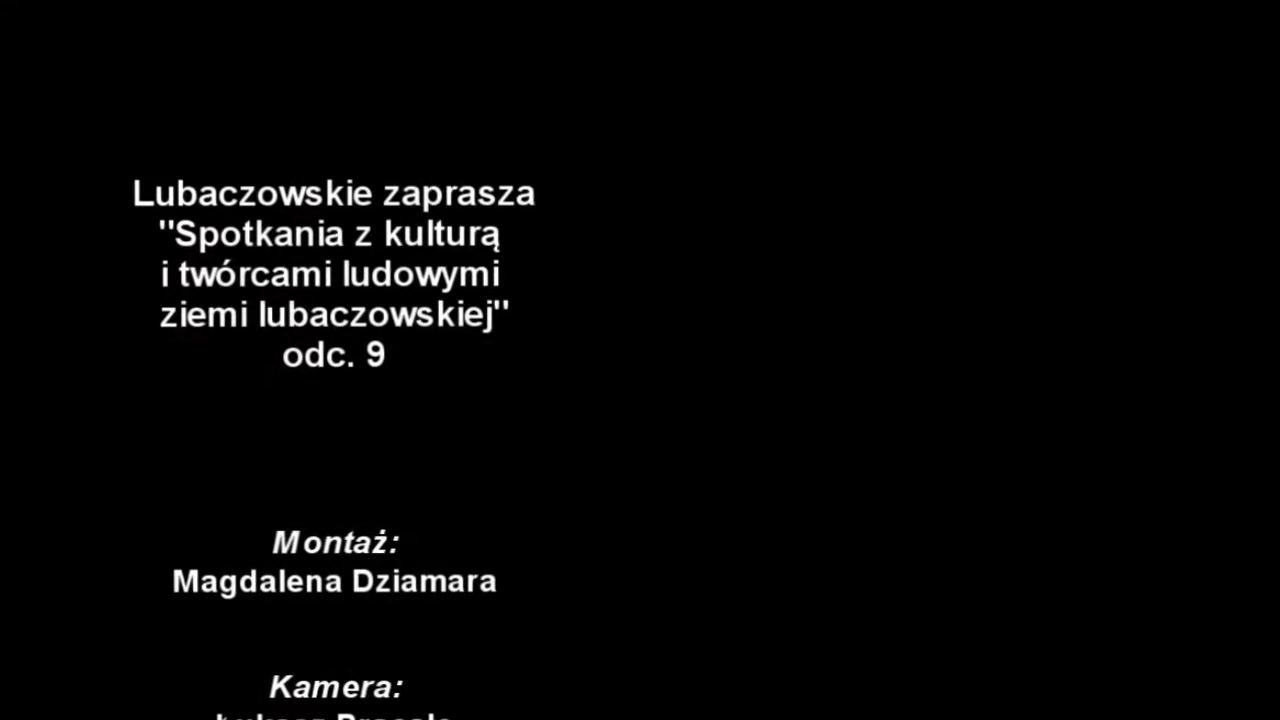 Lubaczowskie zaprasza
"Spotkania z kulturą
i twórcami ludowymi
ziemi lubaczowskiej"
odc. 9
Montaż:
Magdalena Dziamara
Kamera: